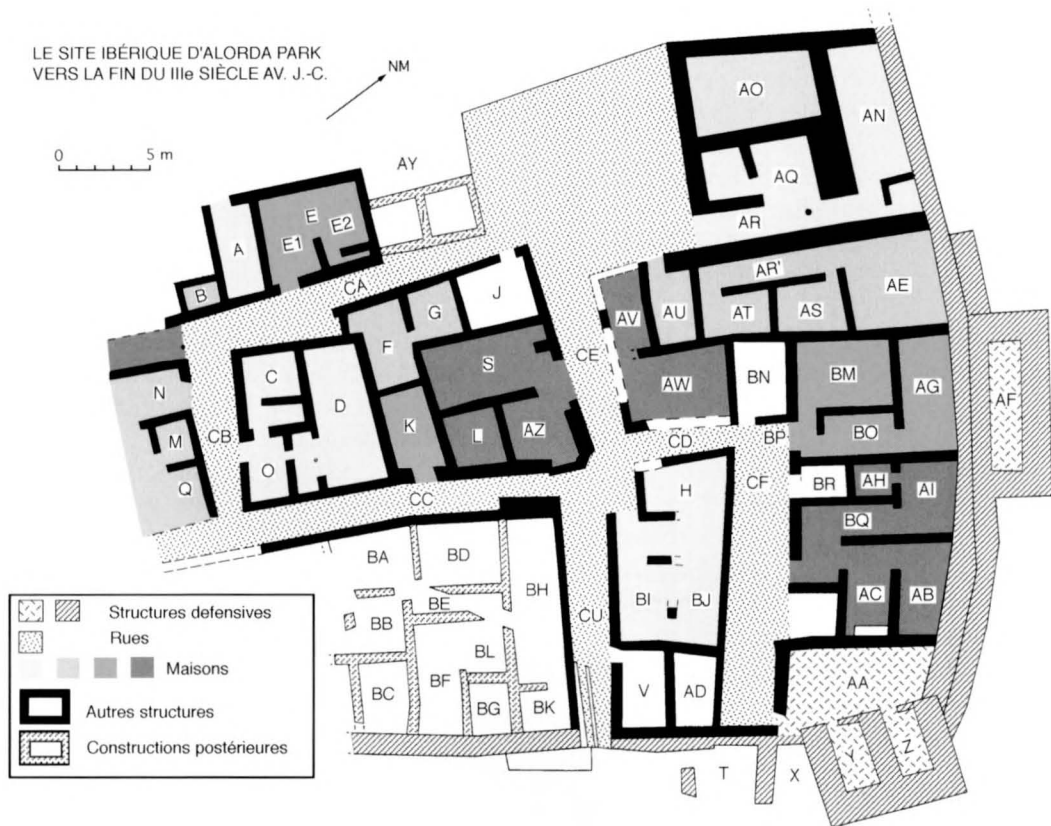 LE SITE IBÉRIQUE D'ALORDA PARK
VERS LA FIN DU IIIe SIÈCLE AV. J.-C.
NM
0 5 m
AY
AO
AN
AQ
AR
A
E
E1
E2
B
CA
J
G
F
AR'
AE
AV
AU
AT
AS
CE
S
C
D
N
M
CB
O
Q
K
L
AZ
AW
BN
BM
AG
AF
BO
CD
BP
CC
H
CF
BR
AH
AI
BQ
BA
BD
BH
BE
BB
BI
BJ
CU
AC
AB
BL
BC
BF
BG
BK
V
AD
AA
T
X
Y
Z
Structures defensives
Rues
Maisons
Autres structures
Constructions postérieures